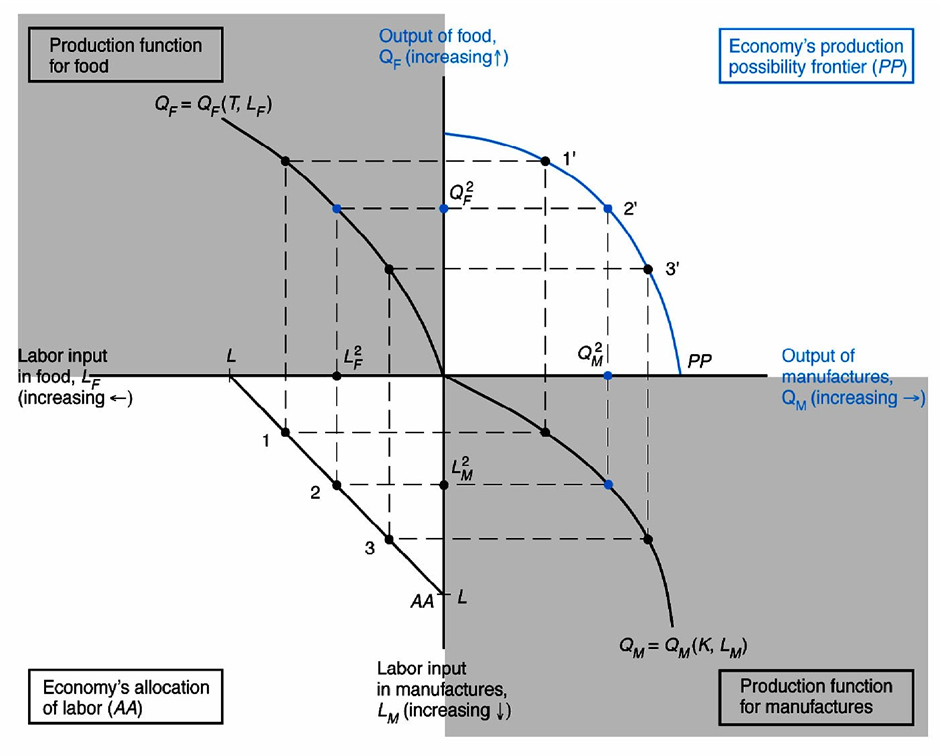 Production function
for food
Output of food,
Q_F (increasing↑)
Economy's production
possibility frontier (PP)
Q_F = Q_F(T, L_F)
1'
Q_F^2
2'
3'
Labor input
in food, L_F
(increasing ←)
L
L_F^2
Q_M^2
PP
Output of
manufactures,
Q_M (increasing →)
1
2
L_M^2
3
AA
L
Q_M = Q_M(K, L_M)
Economy's allocation
of labor (AA)
Labor input
in manufactures,
L_M (increasing ↓)
Production function
for manufactures